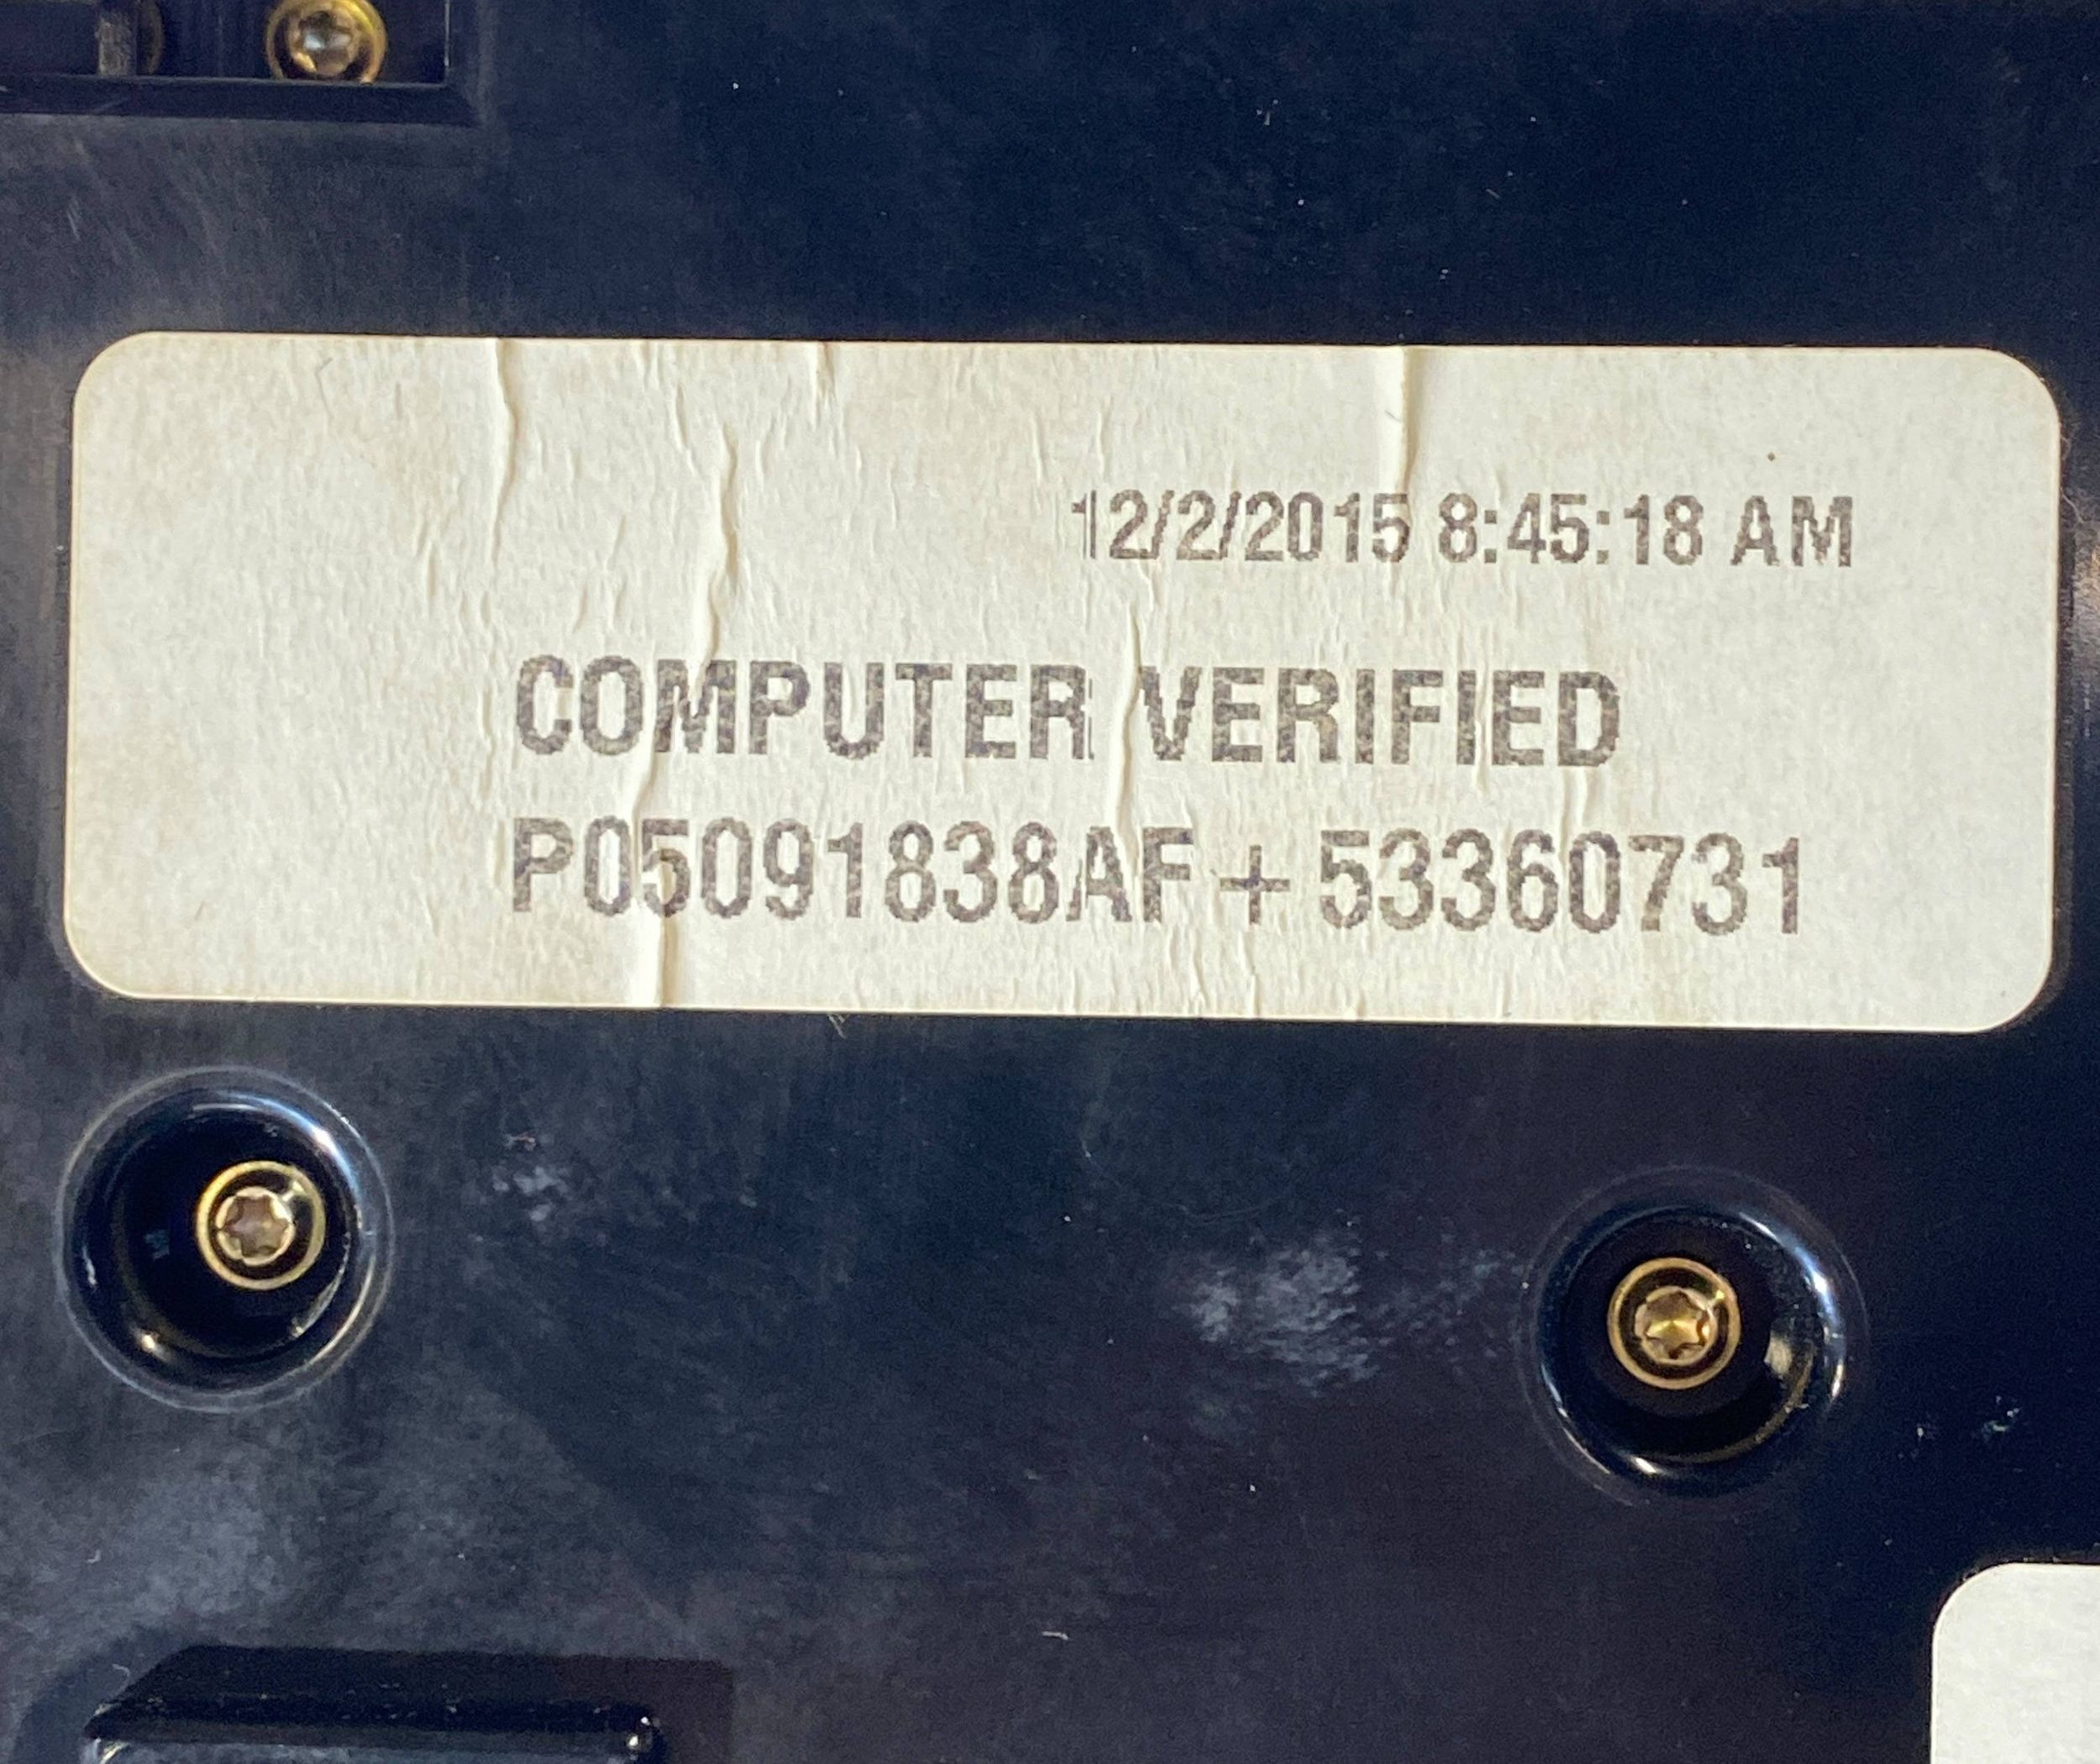 12/2/2015 8:45:18 AM
COMPUTER VERIFIED
P05091838AF + 53360731